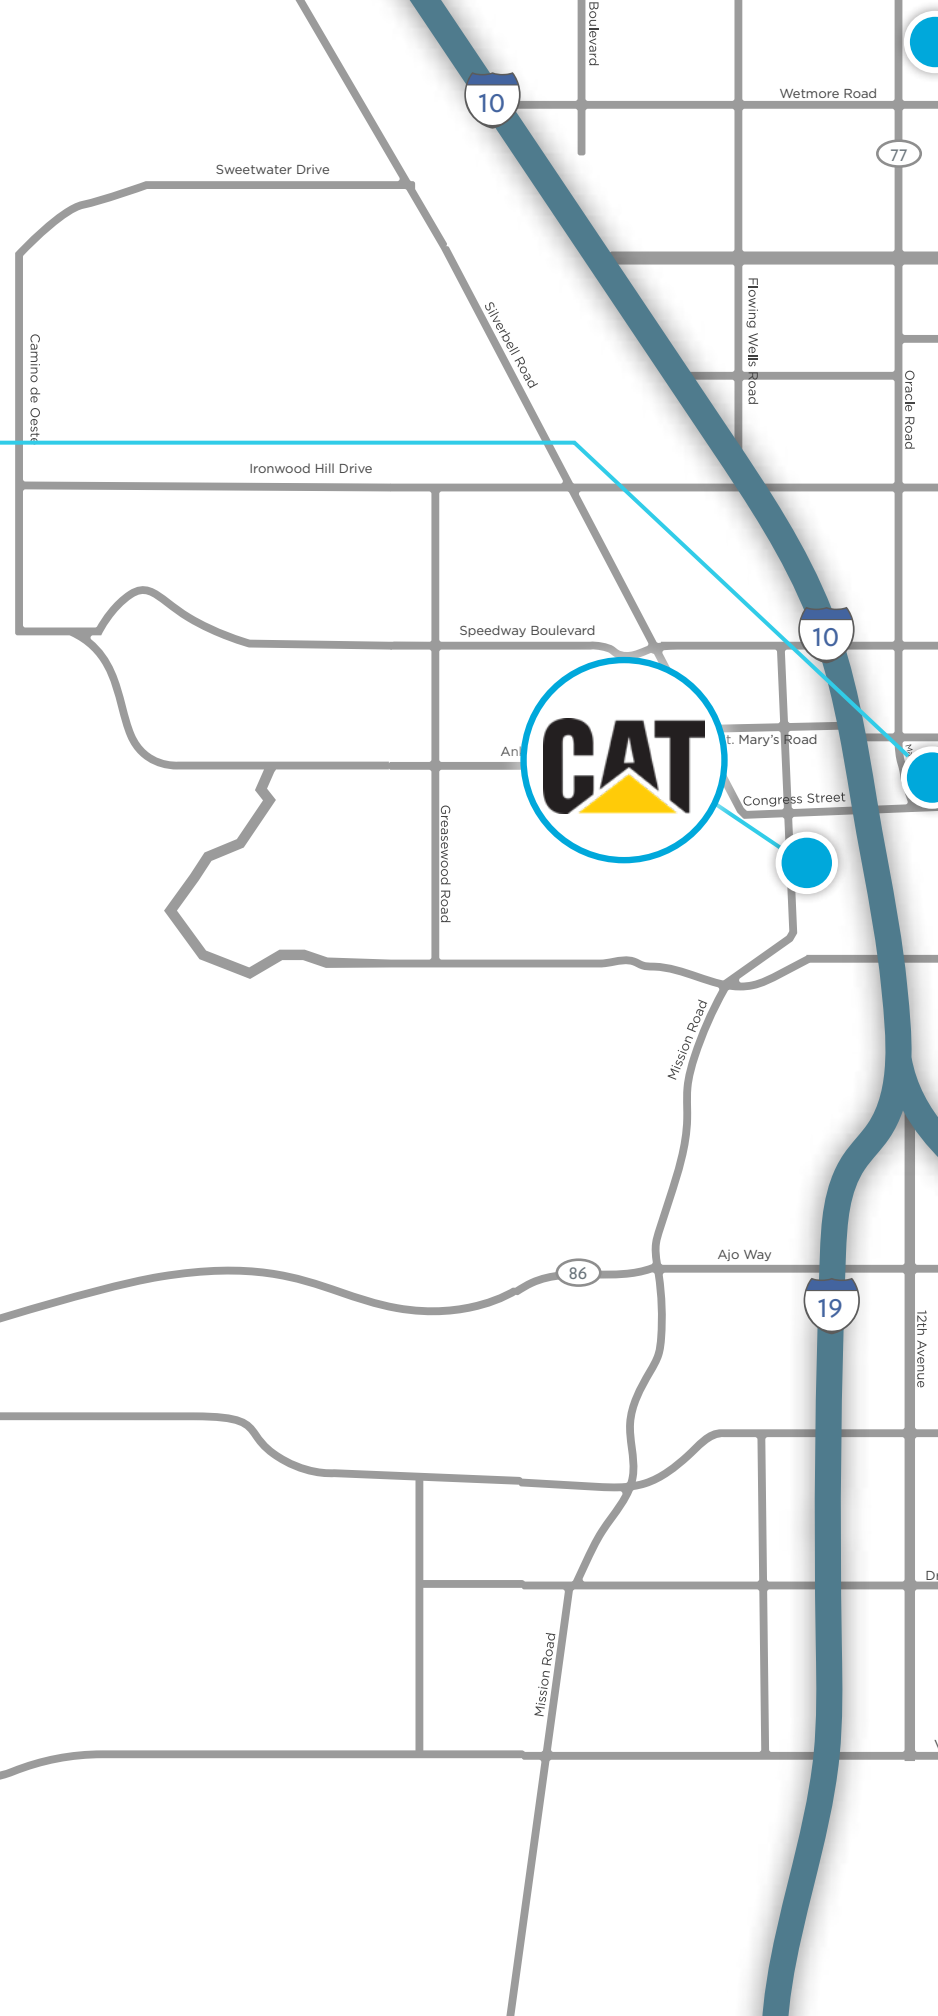 Boulevard
10
Wetmore Road
77
Sweetwater Drive
Silverbell Road
Flowing Wells Road
Camino de Oeste
Oracle Road
Ironwood Hill Drive
Speedway Boulevard
10
CAT
t. Mary's Road
Congress Street
Greasewood Road
Mission Road
Ajo Way
86
19
12th Avenue
Mission Road